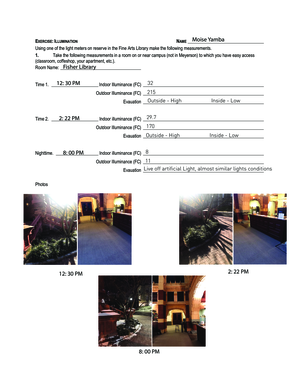 EXERCISE: ILLUMINATION NAME Moise Yamba
Using one of the light meters on reserve in the Fine Arts Library make the following measurements.
1. Take the following measurements in a room on or near campus (not in Meyerson) to which you have easy access
(classroom, coffeshop, your apartment, etc.).
Room Name: Fisher Library
Time 1. 12: 30 PM Indoor Illuminance (FC) 32
Outdoor Illuminance (FC) 215
Evaluation Outside - High Inside - Low
Time 2. 2: 22 PM Indoor Illuminance (FC) 29.7
Outdoor Illuminance (FC) 170
Evaluation Outside - High Inside - Low
Nighttime. 8: 00 PM Indoor Illuminance (FC) 8
Outdoor Illuminance (FC) 11
Evaluation Live off artificial Light, almost similar lights conditions
Photos
12: 30 PM
2: 22 PM
8: 00 PM